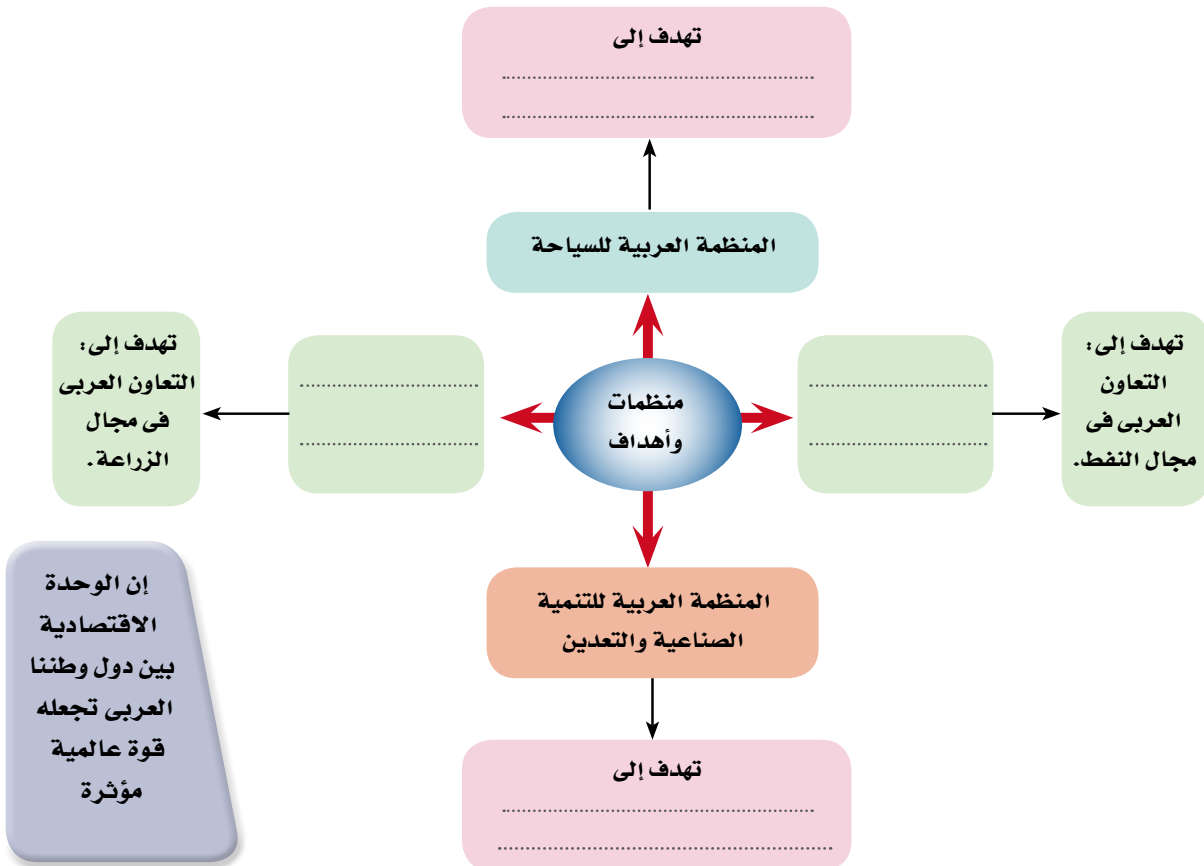 تهدف إلى
المنظمة العربية للسياحة
تهدف إلى:
التعاون
العربى فى
مجال النفط.
منظمات
وأهداف
تهدف إلى:
التعاون العربى
فى مجال
الزراعة.
المنظمة العربية للتنمية
الصناعية والتعدين
تهدف إلى
إن الوحدة
الاقتصادية
بين دول وطننا
العربى تجعله
قوة عالمية
مؤثرة